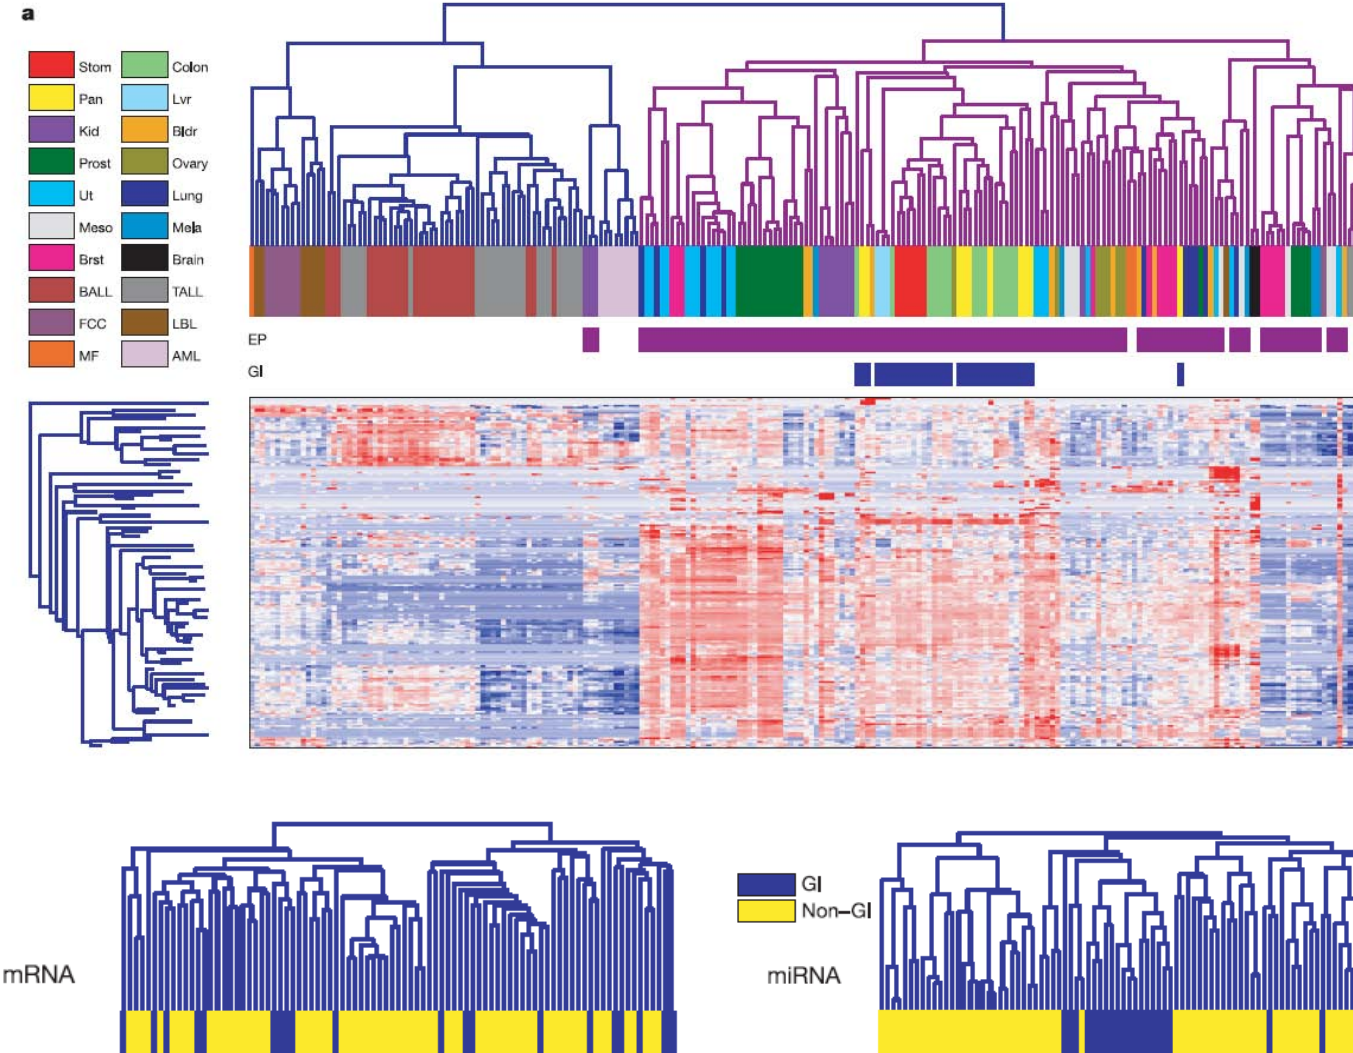 a
Stom Colon
Pan Lvr
Kid Bldr
Prost Ovary
Ut Lung
Meso Mela
Brst Brain
BALL TALL
FCC LBL
MF AML
EP
GI
GI
Non–GI
mRNA
miRNA